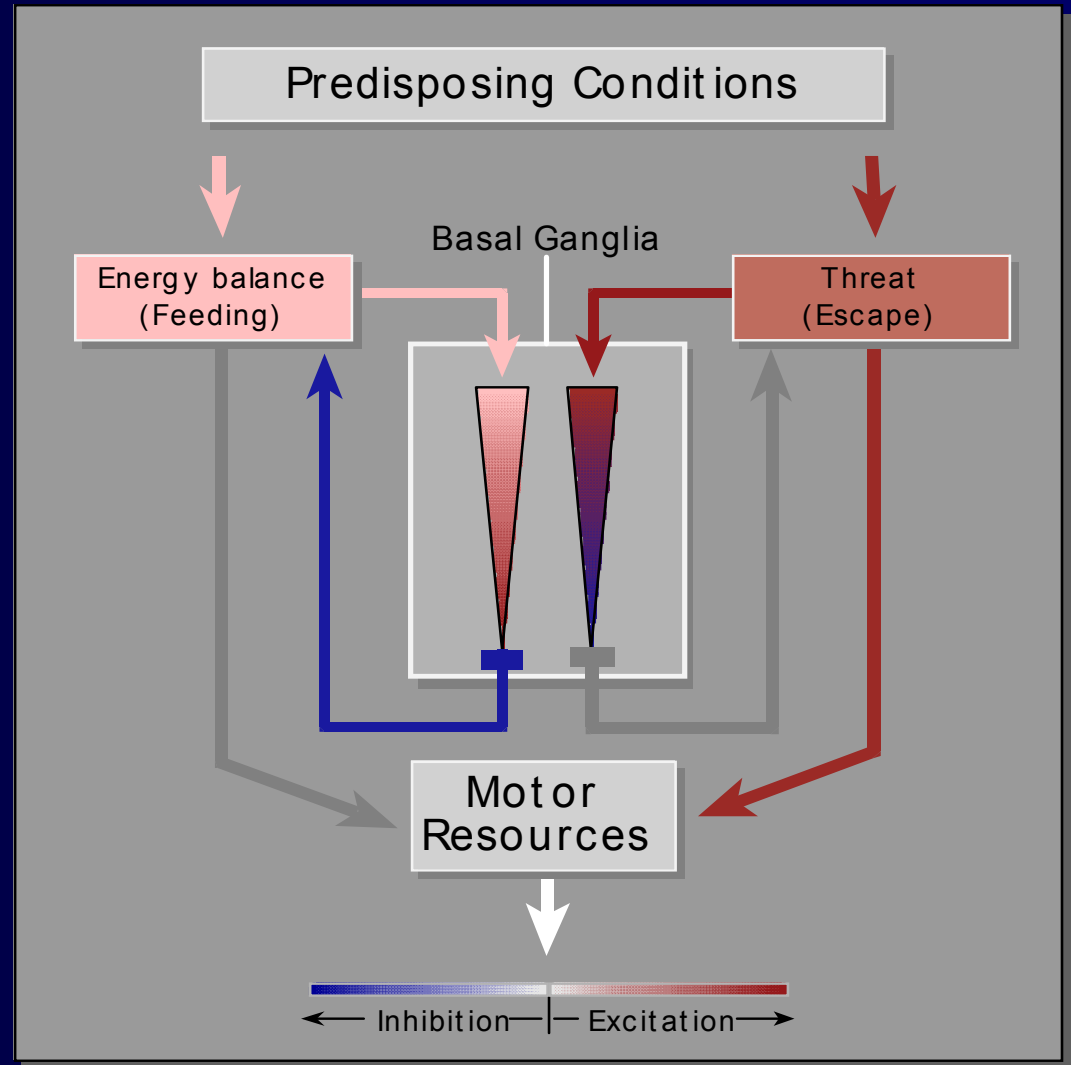 Predisposing Conditions
Basal Ganglia
Energy balance
(Feeding)
Threat
(Escape)
Motor
Resources
Inhibition
Excitation